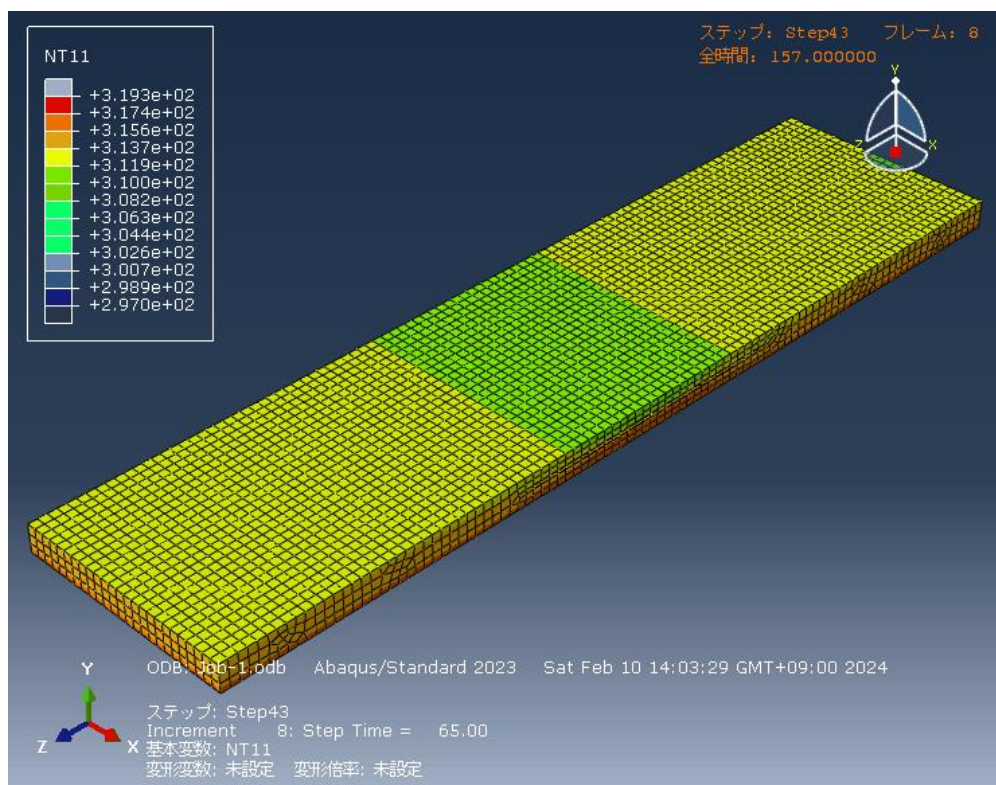 ステップ: Step43 フレーム: 8
全時間: 157.000000
NT11
+3.193e+02
+3.174e+02
+3.156e+02
+3.137e+02
+3.119e+02
+3.100e+02
+3.082e+02
+3.063e+02
+3.044e+02
+3.026e+02
+3.007e+02
+2.989e+02
+2.970e+02
Y
Z
X
ODB: Job-1.odb Abaqus/Standard 2023 Sat Feb 10 14:03:29 GMT+09:00 2024
Y
Z
X
ステップ: Step43
Increment 8: Step Time = 65.00
基本変数: NT11
変形変数: 未設定 変形倍率: 未設定